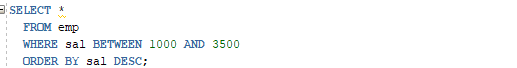 SELECT *
FROM emp
WHERE sal BETWEEN 1000 AND 3500
ORDER BY sal DESC;